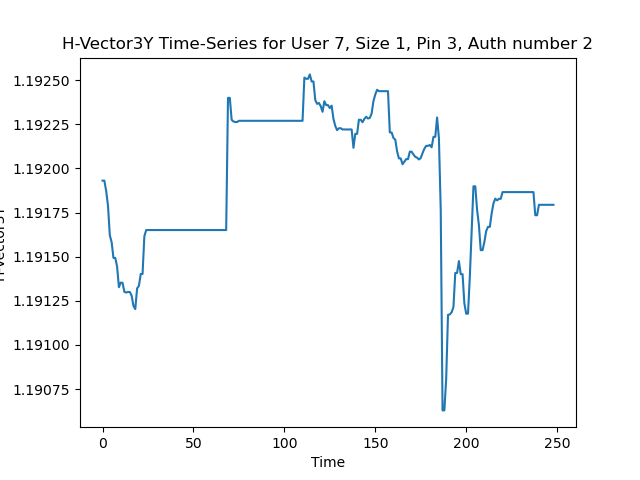 H-Vector3Y Time-Series for User 7, Size 1, Pin 3, Auth number 2
1.19250
1.19225
1.19200
1.19175
1.19150
1.19125
1.19100
1.19075
H-Vector3Y
0 50 100 150 200 250
Time